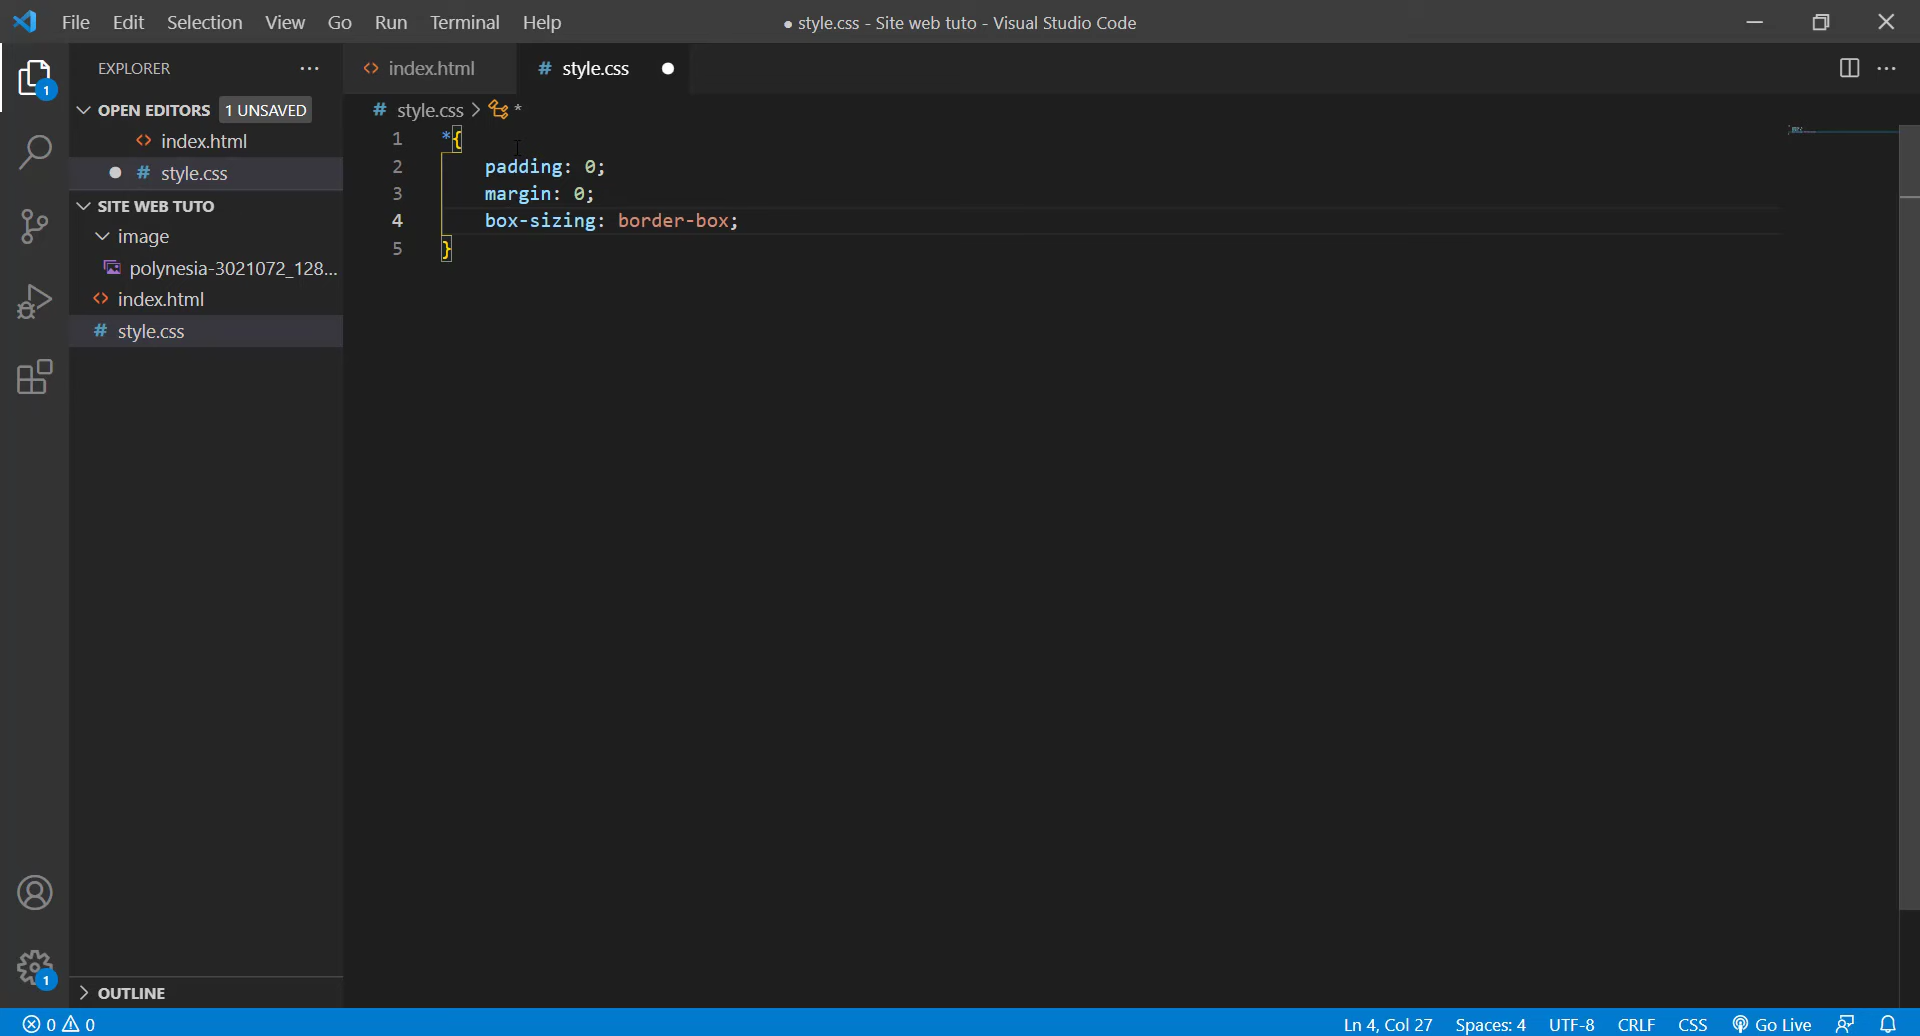 File Edit Selection View Go Run Terminal Help
● style.css - Site web tuto - Visual Studio Code
EXPLORER
OPEN EDITORS 1 UNSAVED
index.html
# style.css
SITE WEB TUTO
image
polynesia-3021072_128...
index.html
# style.css
OUTLINE
1
1
index.html
# style.css
# style.css > *
1 *{
2 padding: 0;
3 margin: 0;
4 box-sizing: border-box;
5 }
0 0
Ln 4, Col 27 Spaces: 4 UTF-8 CRLF CSS Go Live